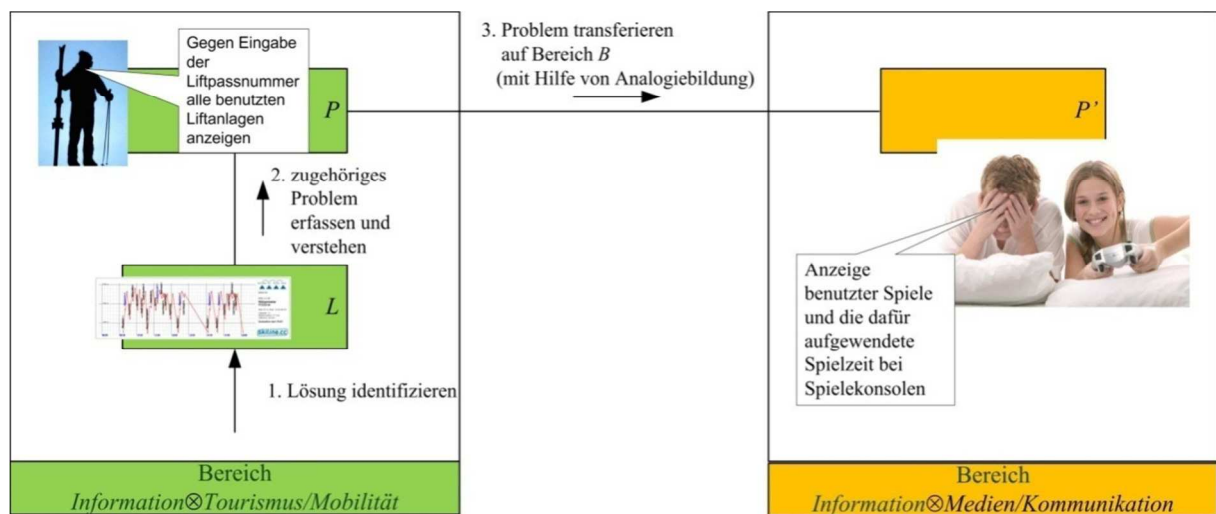 Gegen Eingabe
der
Liftpassnummer
alle benutzten
Liftanlagen
anzeigen
P
3. Problem transferieren
auf Bereich B
(mit Hilfe von Analogiebildung)
P’
2. zugehöriges
Problem
erfassen und
verstehen
L
1. Lösung identifizieren
Anzeige
benutzter Spiele
und die dafür
aufgewendete
Spielzeit bei
Spielekonsolen
Bereich
Information⊗Tourismus/Mobilität
Bereich
Information⊗Medien/Kommunikation